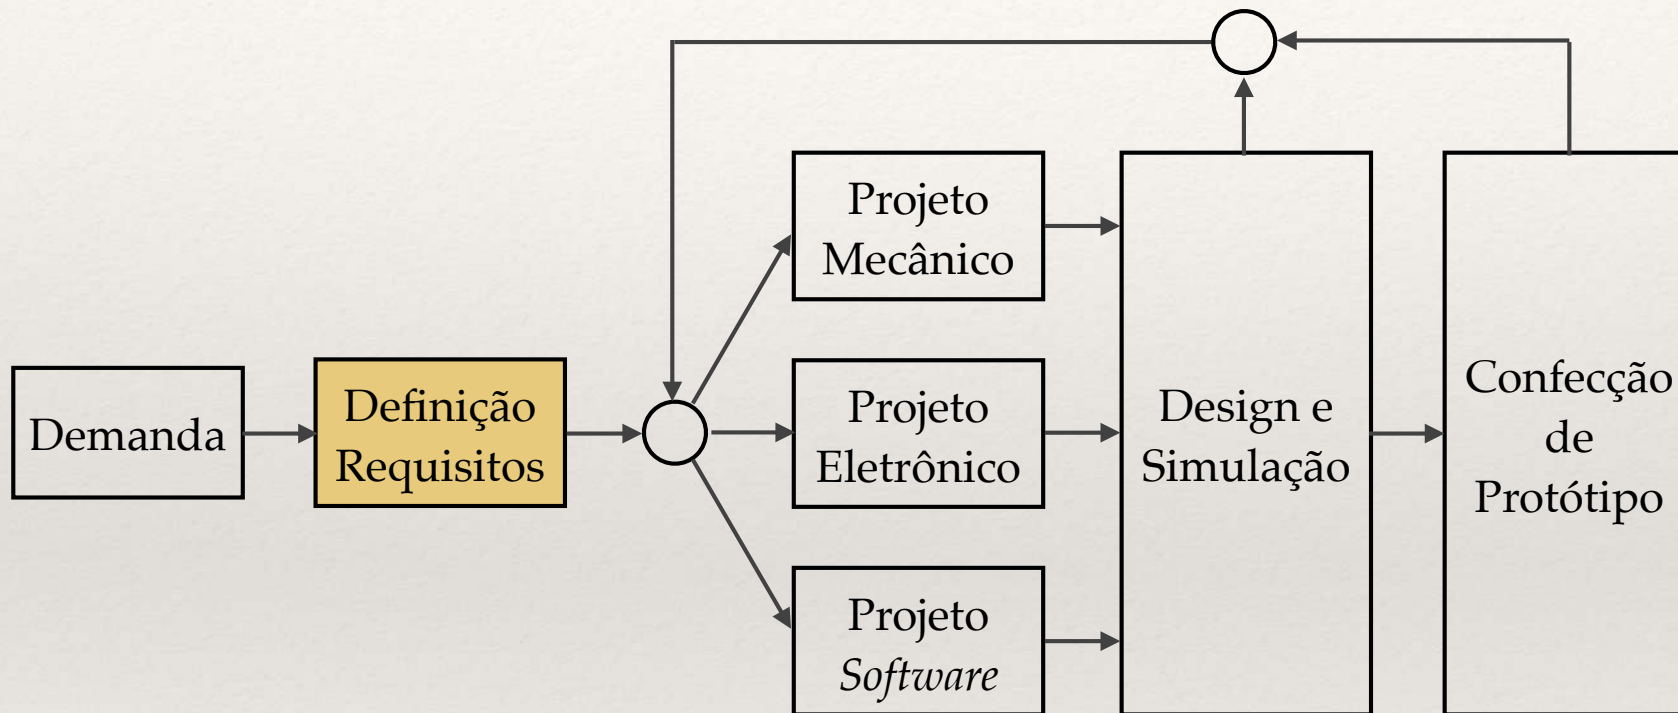 Demanda
Definição
Requisitos
Projeto
Mecânico
Projeto
Eletrônico
Projeto
Software
Design e
Simulação
Confecção
de
Protótipo